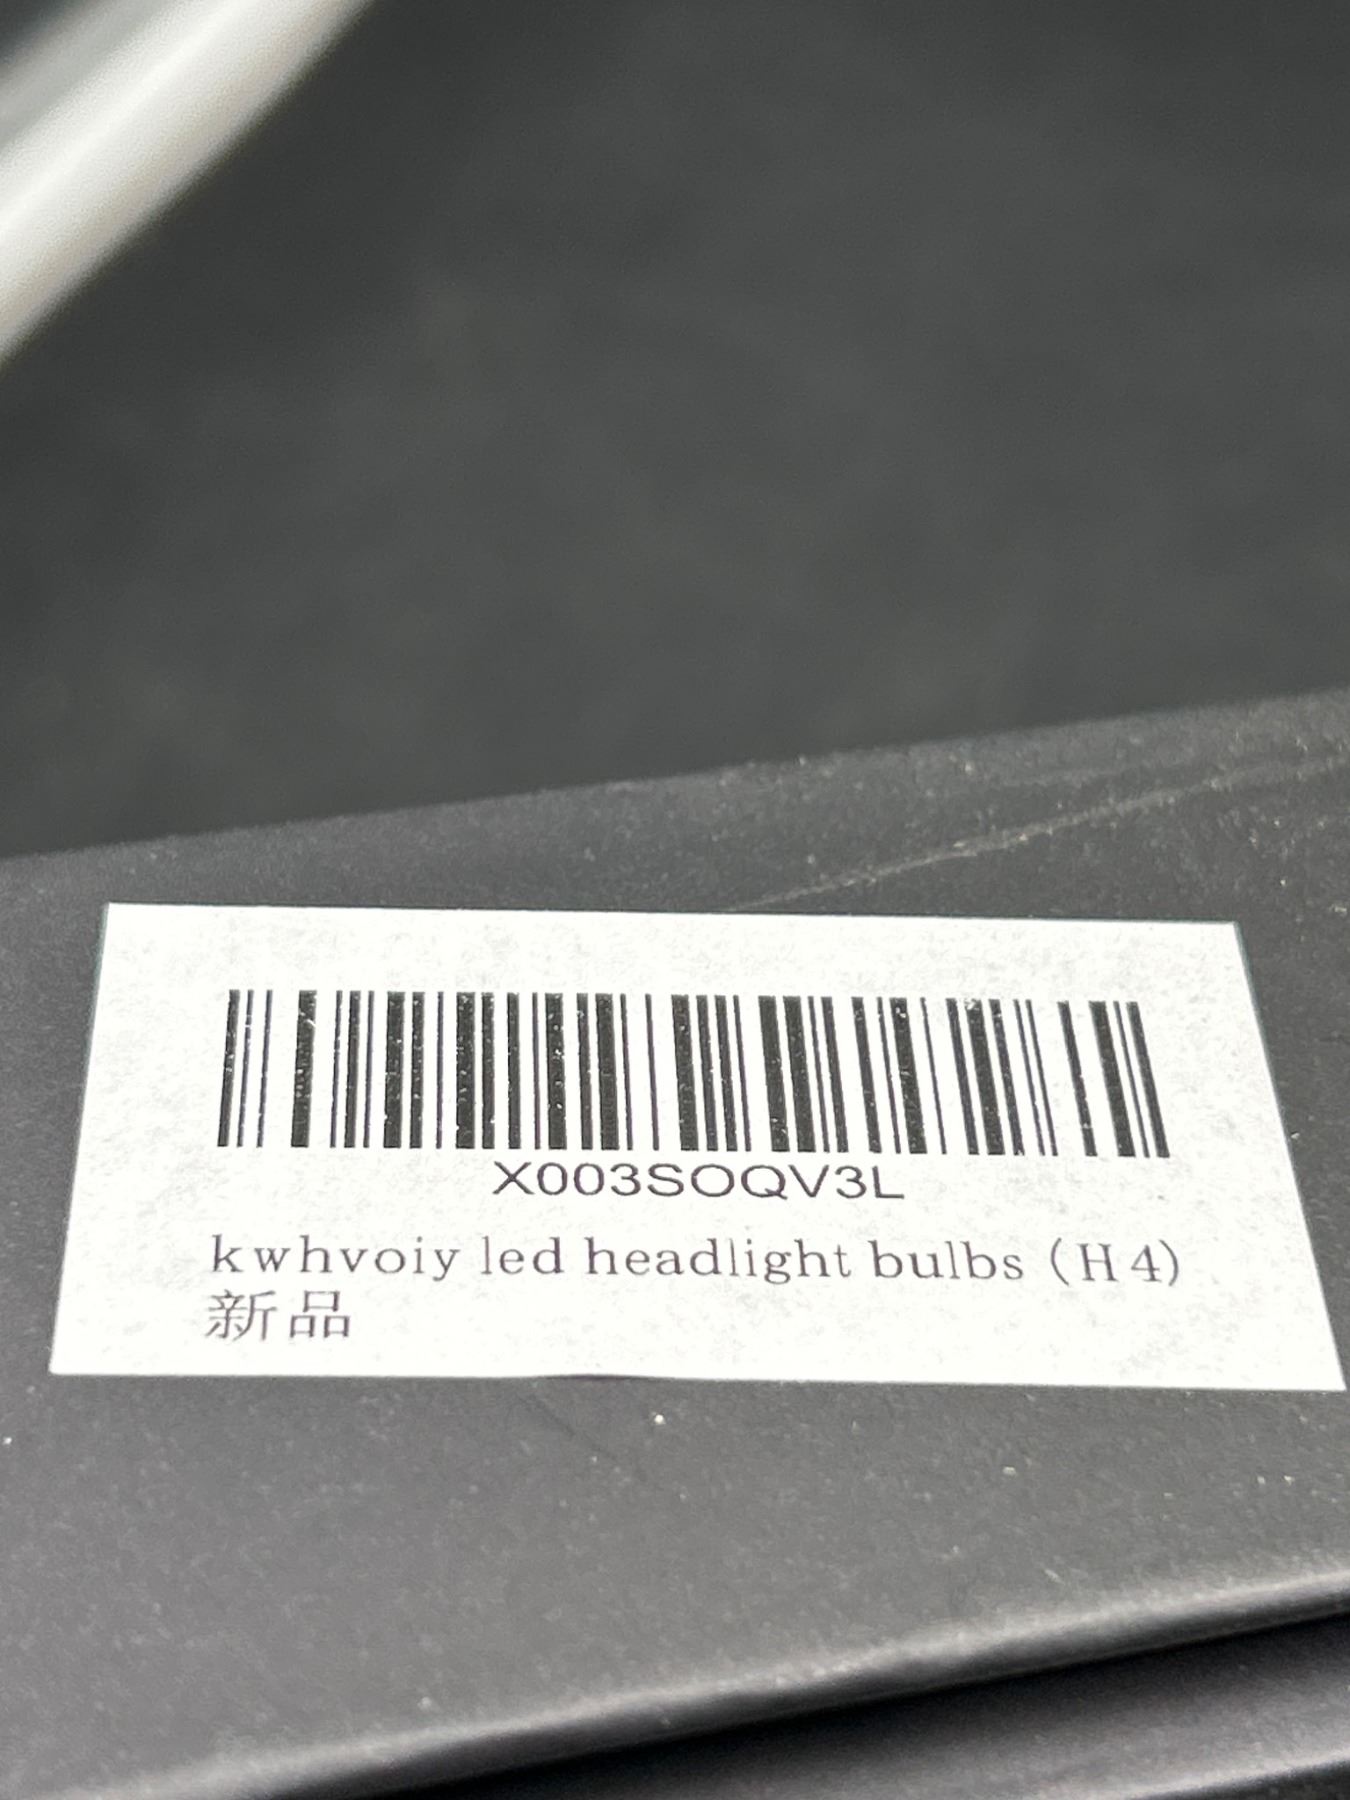 X003SOQV3L
kwhvoiy led headlight bulbs (H4)
新品